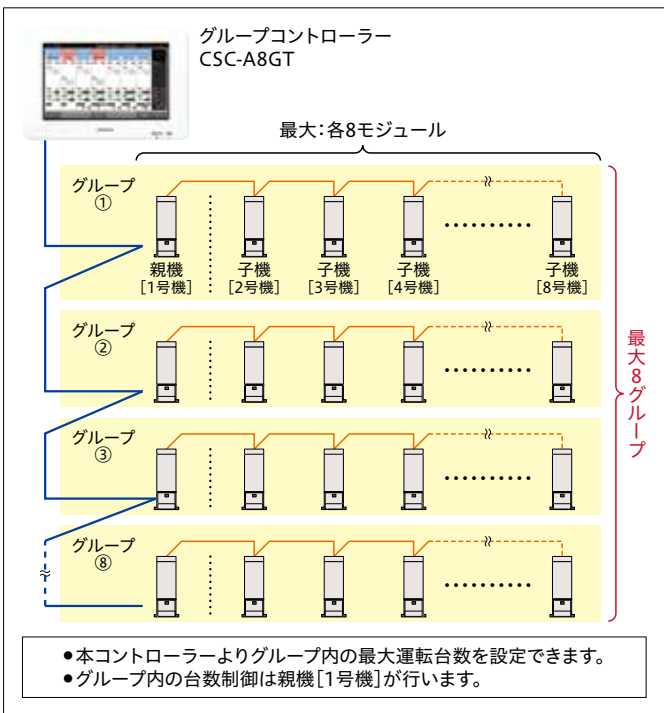 グループコントローラー
CSC-A8GT
最大：各8モジュール
グループ
①
親機
[1号機]
子機
[2号機]
子機
[3号機]
子機
[4号機]
子機
[8号機]
グループ
②
グループ
③
グループ
⑧
最大8グループ
●本コントローラーよりグループ内の最大運転台数を設定できます。
●グループ内の台数制御は親機[1号機]が行います。